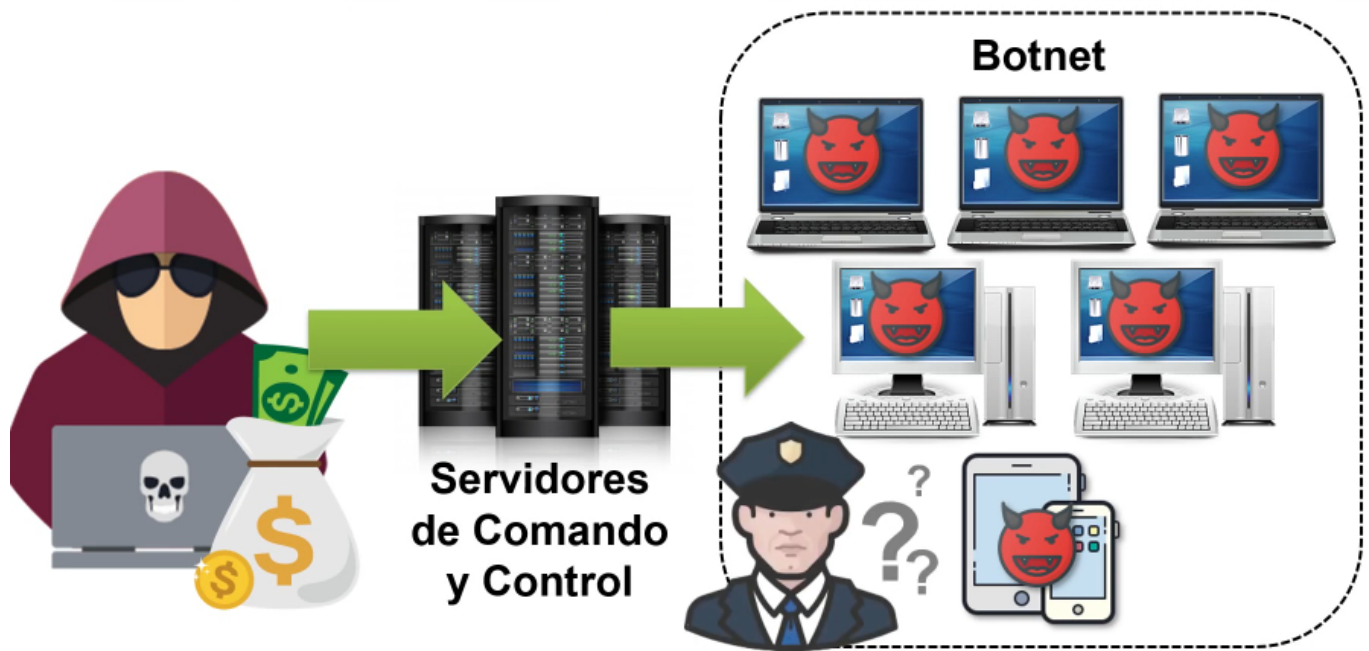 Botnet
Servidores
de Comando
y Control
$
$
$
?
?
?